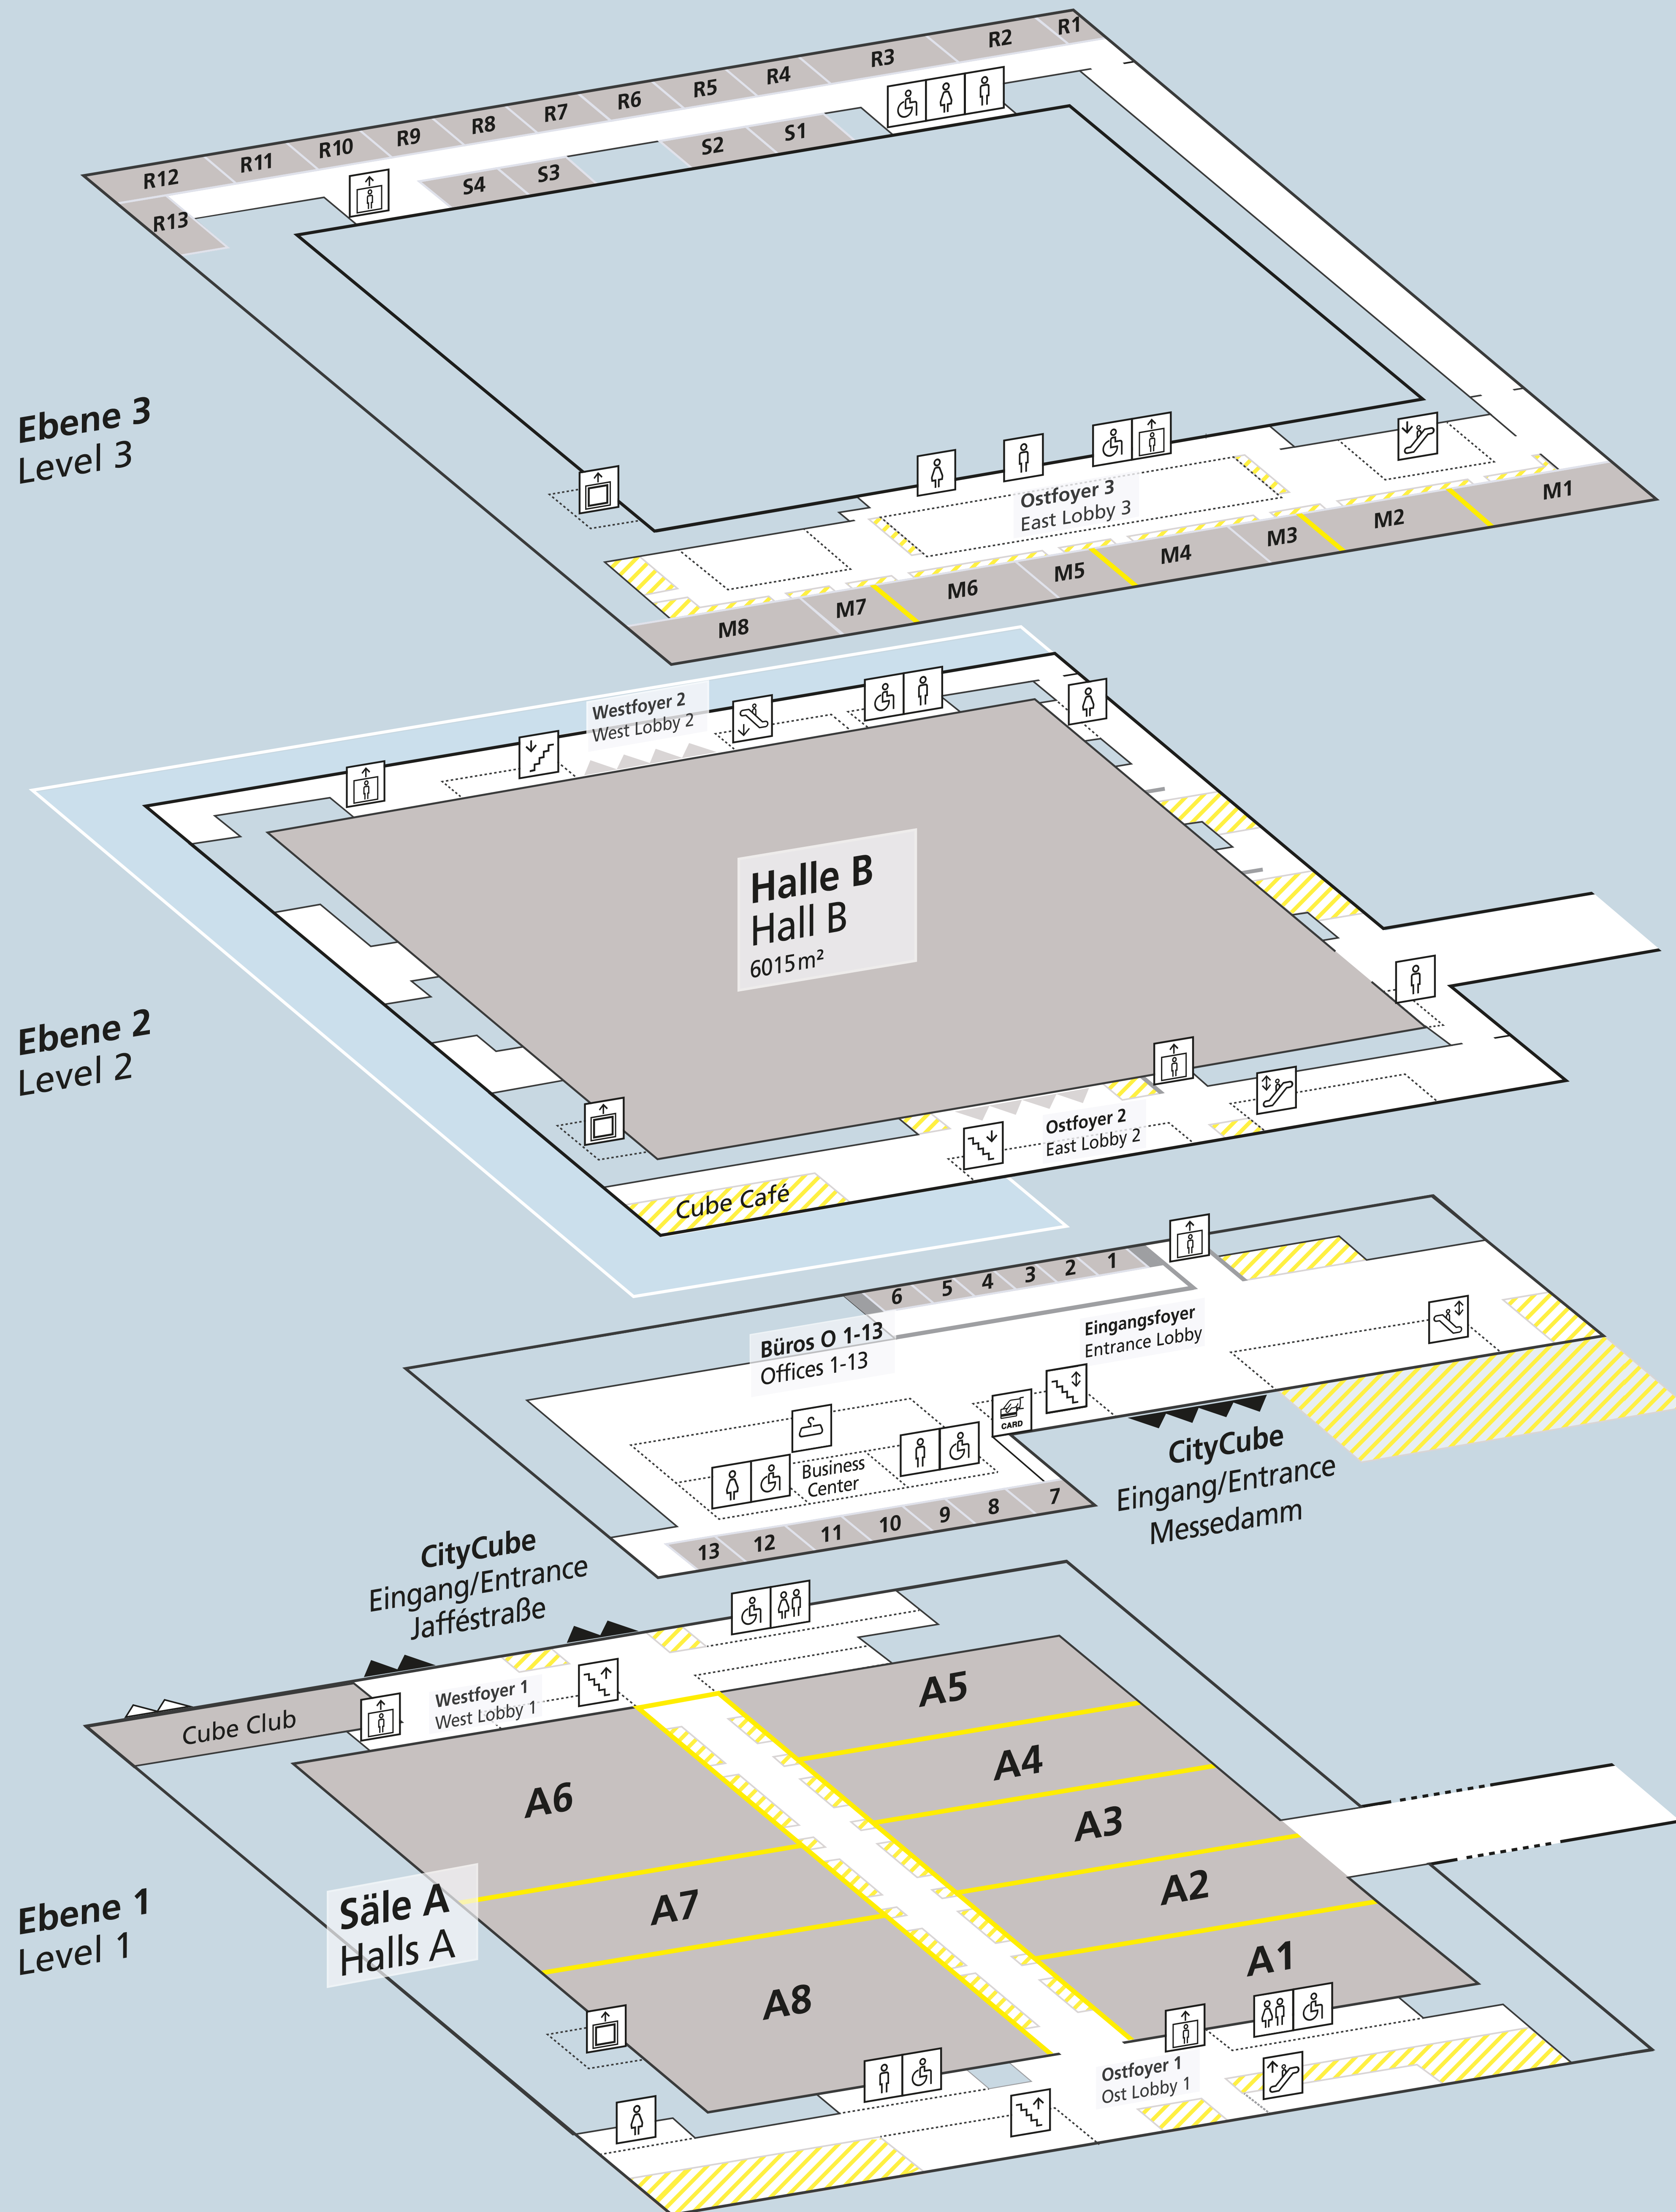 R1
R2
R3
R4
R5
R6
R7
R8
R9
R10
R11
R12
R13
S1
S2
S3
S4
Ebene 3
Level 3
Ostfoyer 3
East Lobby 3
M1
M2
M3
M4
M5
M6
M7
M8
Westfoyer 2
West Lobby 2
Halle B
Hall B
6015 m²
Ebene 2
Level 2
Ostfoyer 2
East Lobby 2
Cube Café
6
5
4
3
2
1
Büros O 1-13
Offices 1-13
Eingangsfoyer
Entrance Lobby
CARD
Business
Center
7
8
9
10
11
12
13
CityCube
Eingang/Entrance
Messedamm
CityCube
Eingang/Entrance
Jafféstraße
Cube Club
Westfoyer 1
West Lobby 1
A5
A4
A3
A2
A1
A6
A7
A8
Säle A
Halls A
Ebene 1
Level 1
Ostfoyer 1
Ost Lobby 1